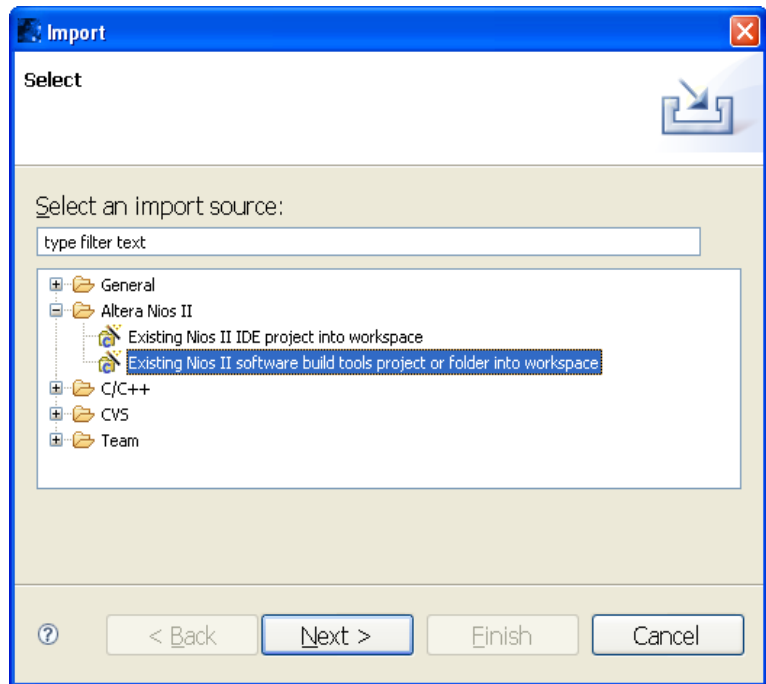 Import
Select
Select an import source:
type filter text
General
Altera Nios II
Existing Nios II IDE project into workspace
Existing Nios II software build tools project or folder into workspace
C/C++
CVS
Team
< Back
Next >
Finish
Cancel